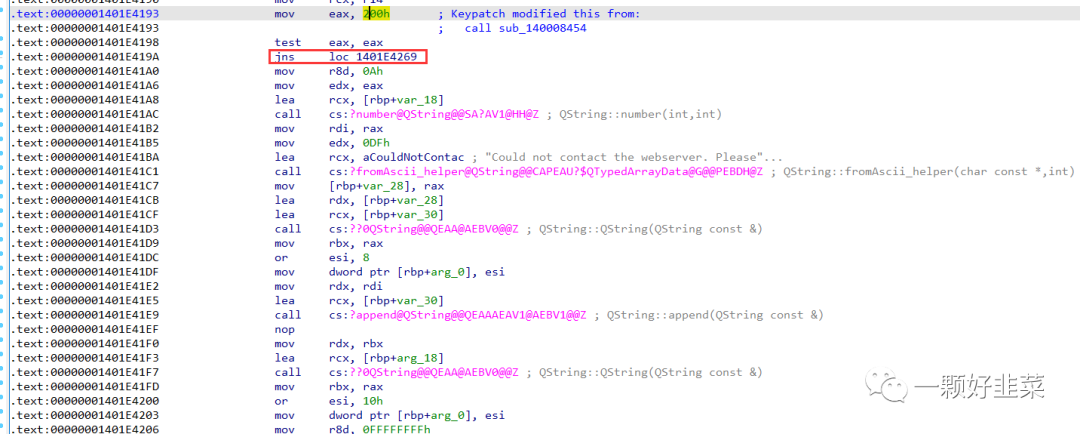 mov rcx, r14
.text:00000001401E4193 mov eax, 200h ; Keypatch modified this from:
.text:00000001401E4193 ; call sub_140008454
.text:00000001401E4198 test eax, eax
.text:00000001401E419A jns loc_1401E4269
.text:00000001401E41A0 mov r8d, 0Ah
.text:00000001401E41A6 mov edx, eax
.text:00000001401E41A8 lea rcx, [rbp+var_18]
.text:00000001401E41AC call cs:?number@QString@@SA?AV1@HH@Z ; QString::number(int,int)
.text:00000001401E41B2 mov rdi, rax
.text:00000001401E41B5 mov edx, 0DFh
.text:00000001401E41BA lea rcx, aCouldNotContac ; "Could not contact the webserver. Please"...
.text:00000001401E41C1 call cs:?fromAscii_helper@QString@@CAPEAU?$QTypedArrayData@G@@PEBDH@Z ; QString::fromAscii_helper(char const *,int)
.text:00000001401E41C7 mov [rbp+var_28], rax
.text:00000001401E41CB lea rdx, [rbp+var_28]
.text:00000001401E41CF lea rcx, [rbp+var_30]
.text:00000001401E41D3 call cs:??0QString@@QEAA@AEBV0@@Z ; QString::QString(QString const &)
.text:00000001401E41D9 mov rbx, rax
.text:00000001401E41DC or esi, 8
.text:00000001401E41DF mov dword ptr [rbp+arg_0], esi
.text:00000001401E41E2 mov rdx, rdi
.text:00000001401E41E5 lea rcx, [rbp+var_30]
.text:00000001401E41E9 call cs:?append@QString@@QEAAAEAV1@AEBV1@@Z ; QString::append(QString const &)
.text:00000001401E41EF nop
.text:00000001401E41F0 mov rdx, rbx
.text:00000001401E41F3 lea rcx, [rbp+arg_18]
.text:00000001401E41F7 call cs:??0QString@@QEAA@AEBV0@@Z ; QString::QString(QString const &)
.text:00000001401E41FD mov rbx, rax
.text:00000001401E4200 or esi, 10h
.text:00000001401E4203 mov dword ptr [rbp+arg_0], esi
.text:00000001401E4206 mov r8d, 0FFFFFFFFh
一颗好韭菜